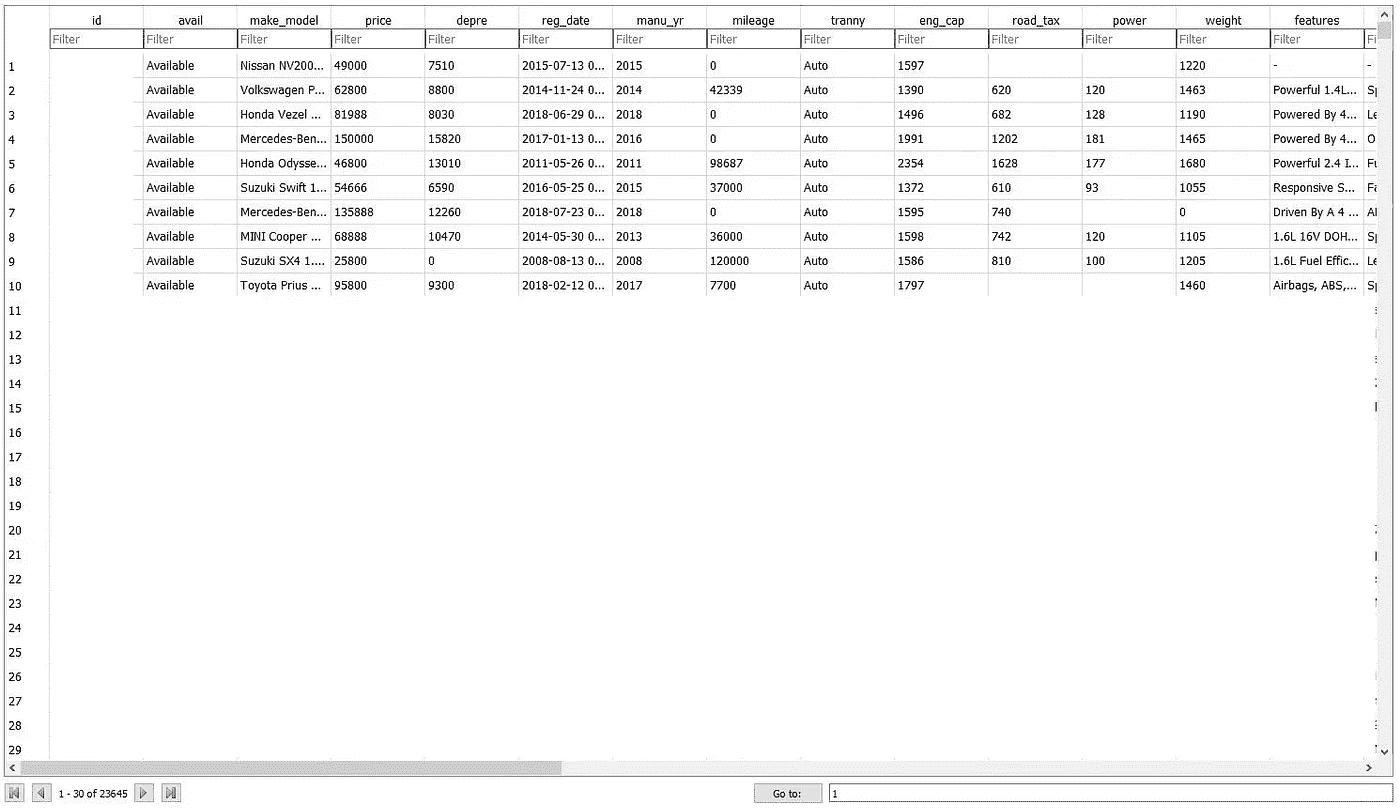 id avail make_model price depre reg_date manu_yr mileage tranny eng_cap road_tax power weight features
Filter Filter Filter Filter Filter Filter Filter Filter Filter Filter Filter Filter Filter Filter Fi
1 Available Nissan NV200... 49000 7510 2015-07-13 0... 2015 0 Auto 1597 1220 - -
2 Available Volkswagen P... 62800 8800 2014-11-24 0... 2014 42339 Auto 1390 620 120 1463 Powerful 1.4L... Sp
3 Available Honda Vezel ... 81988 8030 2018-06-29 0... 2018 0 Auto 1496 682 128 1190 Powered By 4... Le
4 Available Mercedes-Ben... 150000 15820 2017-01-13 0... 2016 0 Auto 1991 1202 181 1465 Powered By 4... O
5 Available Honda Odysse... 46800 13010 2011-05-26 0... 2011 98687 Auto 2354 1628 177 1680 Powerful 2.4 I... Fu
6 Available Suzuki Swift 1... 54666 6590 2016-05-25 0... 2015 37000 Auto 1372 610 93 1055 Responsive S... Fa
7 Available Mercedes-Ben... 135888 12260 2018-07-23 0... 2018 0 Auto 1595 740 0 Driven By A 4 ... Al
8 Available MINI Cooper ... 68888 10470 2014-05-30 0... 2013 36000 Auto 1598 742 120 1105 1.6L 16V DOH... Sp
9 Available Suzuki SX4 1.... 25800 0 2008-08-13 0... 2008 120000 Auto 1586 810 100 1205 1.6L Fuel Effic... Le
10 Available Toyota Prius ... 95800 9300 2018-02-12 0... 2017 7700 Auto 1797 1460 Airbags, ABS,... Sp
11
12
13
14
15
16
17
18
19
20
21
22
23
24
25
26
27
28
29
1 - 30 of 23645 Go to: 1